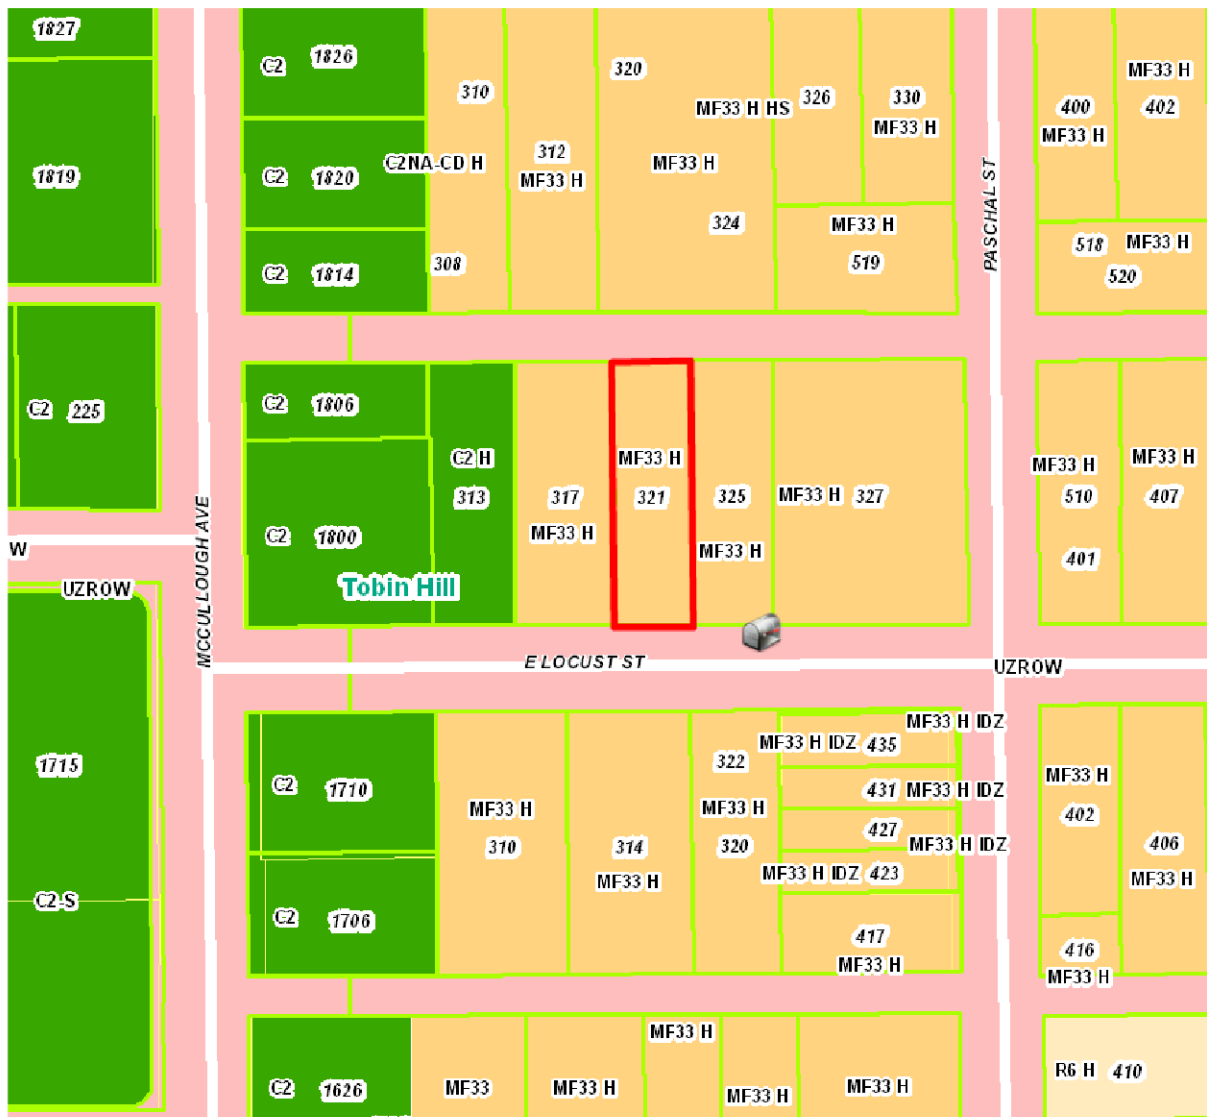 1827
C2 1826
310
320
MF33 H HS
326
330
MF33 H
400
MF33 H
MF33 H
402
1819
C2 1820
C2NA-CD H
312
MF33 H
MF33 H
PASCHAL ST
324
MF33 H
519
518 MF33 H
520
C2 1814
308
C2 225
C2 1806
C2 H
313
317
MF33 H
MF33 H
321
325
MF33 H
MF33 H 327
MF33 H
510
401
MF33 H
407
C2 1800
MCCULLOUGH AVE
W
UZROW
Tobin Hill
E LOCUST ST
UZROW
1715
C2-S
C2 1710
MF33 H
310
314
MF33 H
322
MF33 H
320
MF33 H IDZ
MF33 H IDZ 435
431 MF33 H IDZ
427
MF33 H IDZ
MF33 H IDZ 423
417
MF33 H
MF33 H
402
406
MF33 H
416
MF33 H
C2 1706
C2 1626
MF33
MF33 H
MF33 H
MF33 H
MF33 H
R6 H 410